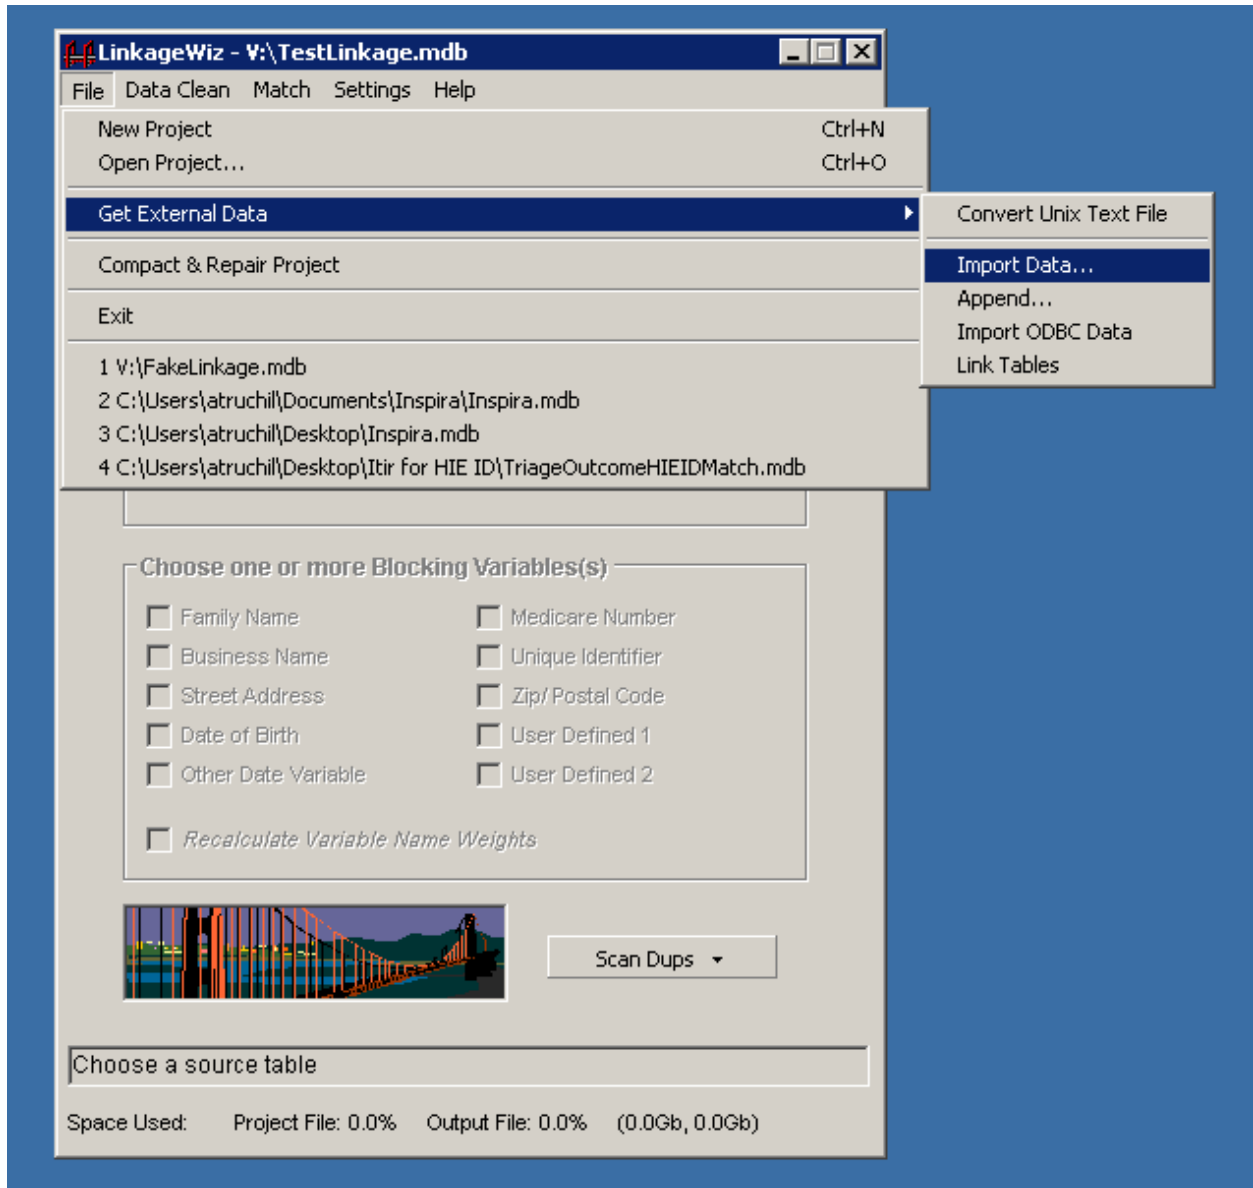 LinkageWiz - V:\TestLinkage.mdb
File Data Clean Match Settings Help
New Project Ctrl+N
Open Project... Ctrl+O
Get External Data
Convert Unix Text File
Compact & Repair Project
Import Data...
Append...
Exit
Import ODBC Data
1 V:\FakeLinkage.mdb
Link Tables
2 C:\Users\atruchil\Documents\Inspira\Inspira.mdb
3 C:\Users\atruchil\Desktop\Inspira.mdb
4 C:\Users\atruchil\Desktop\Itir for HIE ID\TriageOutcomeHIEIDMatch.mdb
Choose one or more Blocking Variables(s)
Family Name Medicare Number
Business Name Unique Identifier
Street Address Zip/ Postal Code
Date of Birth User Defined 1
Other Date Variable User Defined 2
Recalculate Variable Name Weights
Scan Dups
Choose a source table
Space Used: Project File: 0.0% Output File: 0.0% (0.0Gb, 0.0Gb)